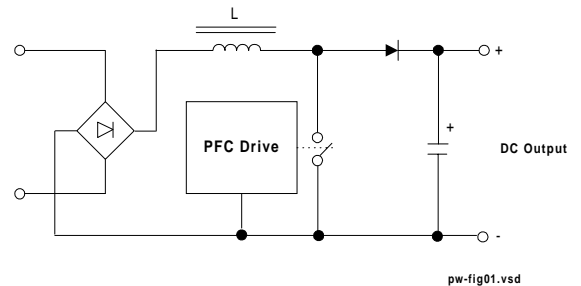 L
+
PFC Drive
+
DC Output
-
pw-fig01.vsd